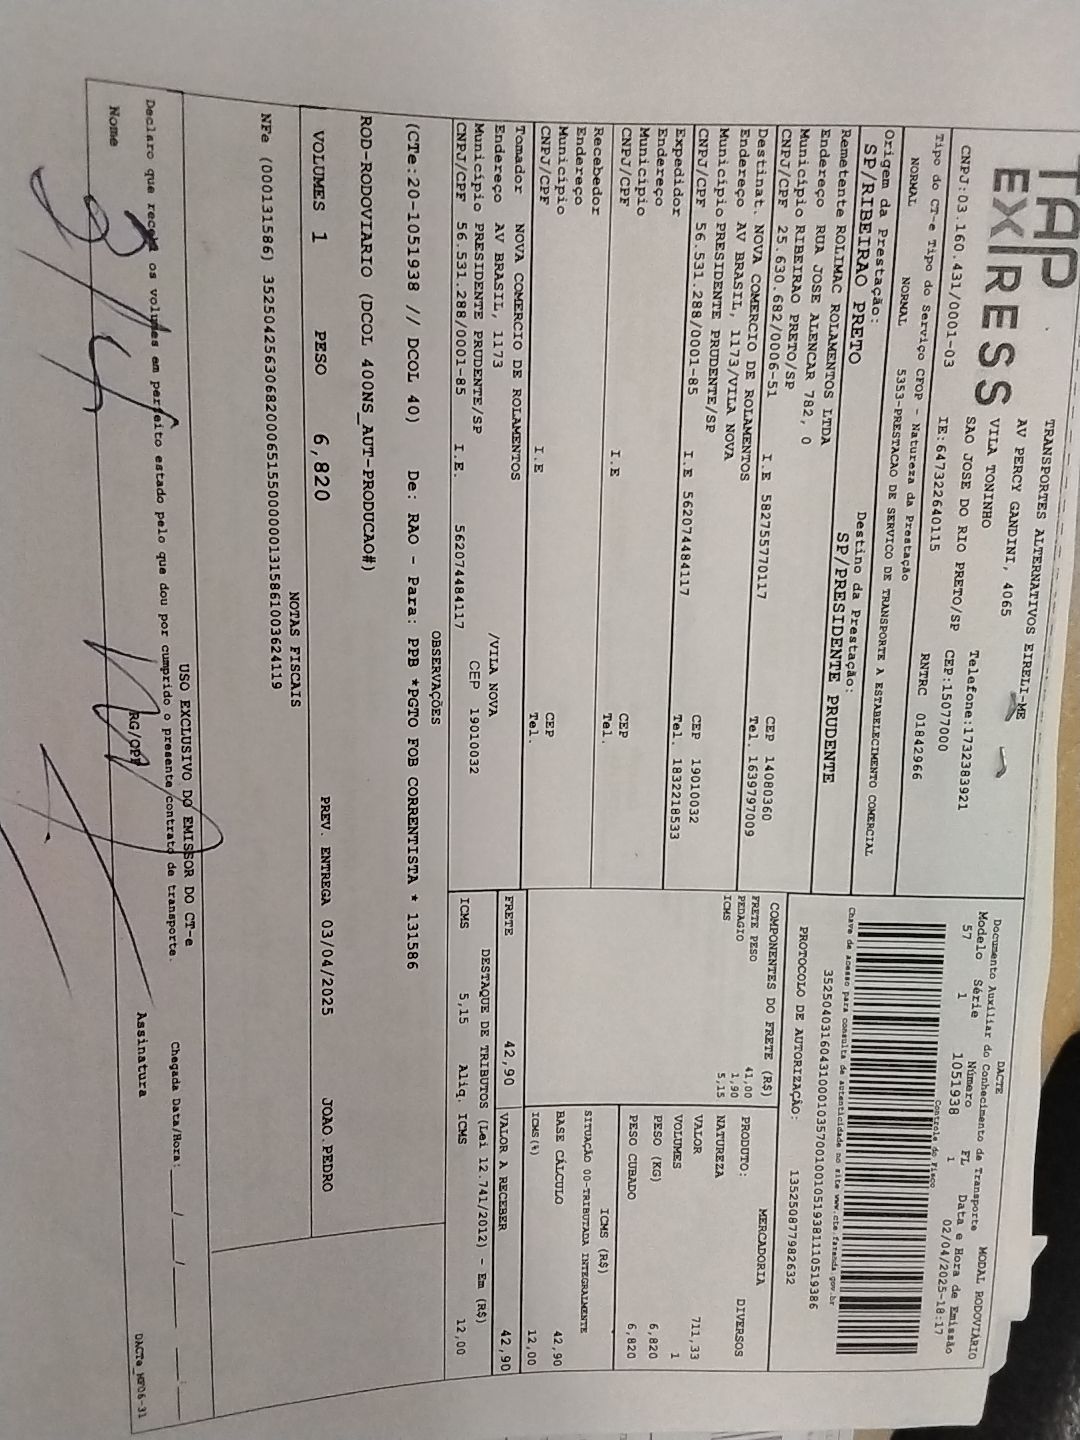 TAP
EXPRESS
TRANSPORTES ALTERNATIVOS EIRELI-ME
AV PERCY GANDINI, 4065
VILA TONINHO
SAO JOSE DO RIO PRETO/SP CEP:15077000
CNPJ:03.160.431/0001-03 IE:647322640115 Telefone:1732383921
Tipo do CT-e Tipo do Serviço CFOP - Natureza da Prestação RNTRC 01842966
NORMAL NORMAL 5353-PRESTACAO DE SERVICO DE TRANSPORTE A ESTABELECIMENTO COMERCIAL
Origem da Prestação: Destino da Prestação:
SP/RIBEIRAO PRETO SP/PRESIDENTE PRUDENTE
Remetente ROLIMAC ROLAMENTOS LTDA
Endereço RUA JOSE ALENCAR 782, 0
Município RIBEIRAO PRETO/SP CEP 14080360
CNPJ/CPF 25.630.682/0006-51 I.E 582755770117 Tel. 1639797009
Destinat. NOVA COMERCIO DE ROLAMENTOS
Endereço AV BRASIL, 1173/VILA NOVA
Município PRESIDENTE PRUDENTE/SP CEP 19010032
CNPJ/CPF 56.531.288/0001-85 I.E 562074484117 Tel. 1832218533
Expedidor
Endereço
Município CEP
CNPJ/CPF I.E Tel.
Recebedor
Endereço
Município CEP
CNPJ/CPF I.E Tel.
Tomador NOVA COMERCIO DE ROLAMENTOS
Endereço AV BRASIL, 1173 /VILA NOVA
Município PRESIDENTE PRUDENTE/SP CEP 19010032
CNPJ/CPF 56.531.288/0001-85 I.E. 562074484117
DACTE MODAL RODOVIÁRIO
Documento Auxiliar do Conhecimento de Transporte
Modelo Série Número FL Data e Hora de Emissão
57 1 1051938 1 02/04/2025-18:17
Controle do Fisco
Chave de acesso para consulta de autenticidade no site www.cte.fazenda.gov.br
35250403160431000103570010010519381110519386
PROTOCOLO DE AUTORIZAÇÃO: 135250877982632
COMPONENTES DO FRETE (R$)
FRETE PESO 41,00
PEDAGIO 1,90
ICMS 5,15
MERCADORIA
PRODUTO: DIVERSOS
NATUREZA
VALOR 711,33
VOLUMES 1
PESO (KG) 6,820
PESO CUBADO 6,820
ICMS (R$)
SITUAÇÃO 00-TRIBUTADA INTEGRALMENTE
BASE CÁLCULO 42,90
ICMS(%) 12,00
FRETE 42,90 VALOR A RECEBER 42,90
DESTAQUE DE TRIBUTOS (Lei 12.741/2012) - Em (R$)
ICMS 5,15 Aliq. ICMS 12,00
OBSERVAÇÕES
(CTe:20-1051938 // DCOL 40) De: RAO - Para: PPB *PGTO FOB CORRENTISTA * 131586
ROD-RODOVIARIO (DCOL 400NS_AUT-PRODUCAO#)
VOLUMES 1 PESO 6,820 PREV. ENTREGA 03/04/2025 JOAO.PEDRO
NOTAS FISCAIS
NFe (000131586) 35250425630682000651550000001315861003624119
USO EXCLUSIVO DO EMISSOR DO CT-e
Declaro que recebi os volumes em perfeito estado pelo que dou por cumprido o presente contrato de transporte. Chegada Data/Hora: ____/____/____ ____:____
Nome RG/CPF Assinatura
3/4
DACTe_MF06-31